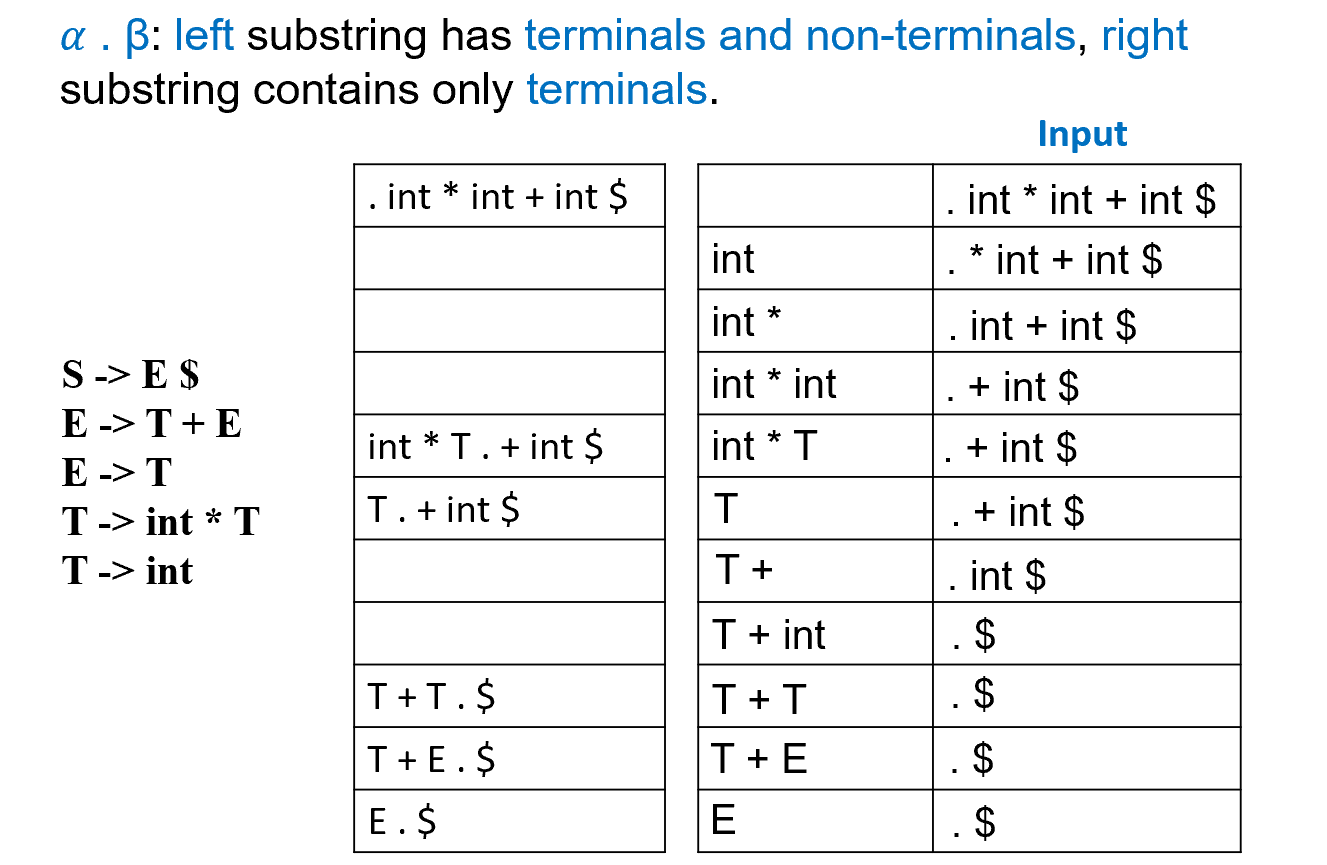 α . β: left substring has terminals and non-terminals, right
substring contains only terminals.
Input
. int * int + int $
. int * int + int $
int
. * int + int $
int *
. int + int $
int * int
. + int $
int * T . + int $
int * T
. + int $
T . + int $
T
. + int $
T +
. int $
T + int
. $
T + T . $
T + T
. $
T + E . $
T + E
. $
E . $
E
. $
S -> E $
E -> T + E
E -> T
T -> int * T
T -> int